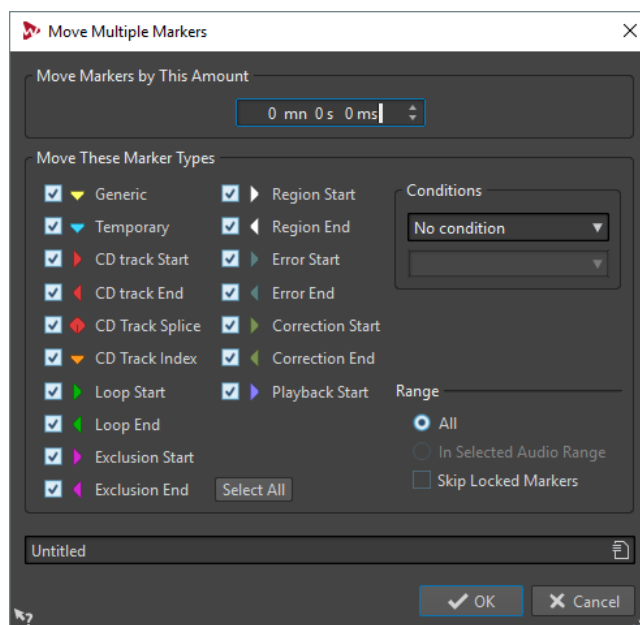 Move Multiple Markers
Move Markers by This Amount
0 mn 0 s 0 ms
Move These Marker Types
Generic
Temporary
CD track Start
CD track End
CD Track Splice
CD Track Index
Loop Start
Loop End
Exclusion Start
Exclusion End
Region Start
Region End
Error Start
Error End
Correction Start
Correction End
Playback Start
Select All
Conditions
No condition
Range
All
In Selected Audio Range
Skip Locked Markers
Untitled
OK
Cancel